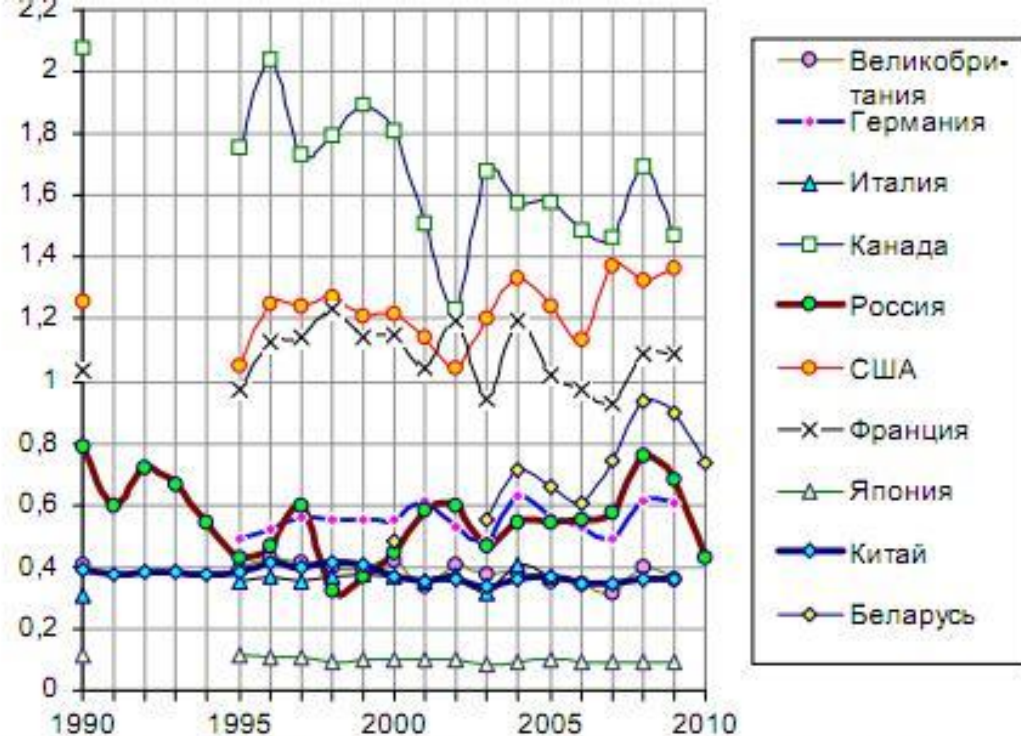 2,2
2
1,8
1,6
1,4
1,2
1
0,8
0,6
0,4
0,2
0
1990 1995 2000 2005 2010
Великобри-
тания
Германия
Италия
Канада
Россия
США
Франция
Япония
Китай
Беларусь